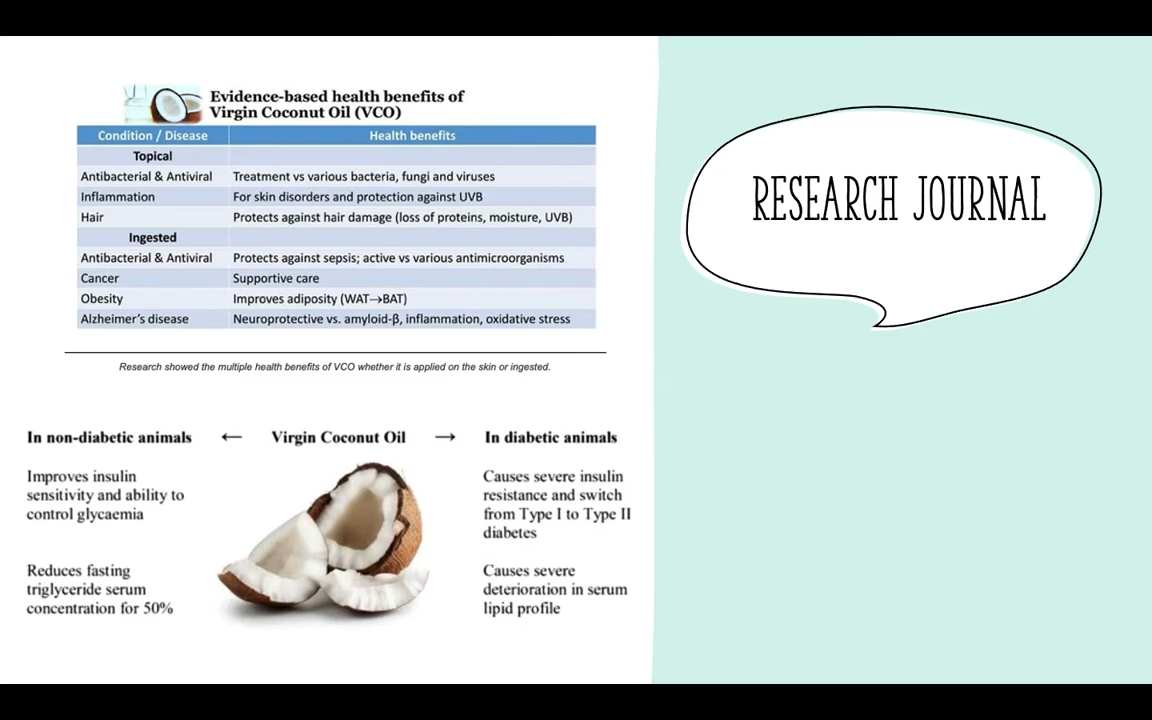 Evidence-based health benefits of
Virgin Coconut Oil (VCO)
Condition / Disease Health benefits
Topical
Antibacterial & Antiviral Treatment vs various bacteria, fungi and viruses
Inflammation For skin disorders and protection against UVB
Hair Protects against hair damage (loss of proteins, moisture, UVB)
Ingested
Antibacterial & Antiviral Protects against sepsis; active vs various antimicroorganisms
Cancer Supportive care
Obesity Improves adiposity (WAT→BAT)
Alzheimer's disease Neuroprotective vs. amyloid-β, inflammation, oxidative stress
Research showed the multiple health benefits of VCO whether it is applied on the skin or ingested.
In non-diabetic animals ← Virgin Coconut Oil → In diabetic animals
Improves insulin
sensitivity and ability to
control glycaemia
Reduces fasting
triglyceride serum
concentration for 50%
Causes severe insulin
resistance and switch
from Type I to Type II
diabetes
Causes severe
deterioration in serum
lipid profile
RESEARCH JOURNAL